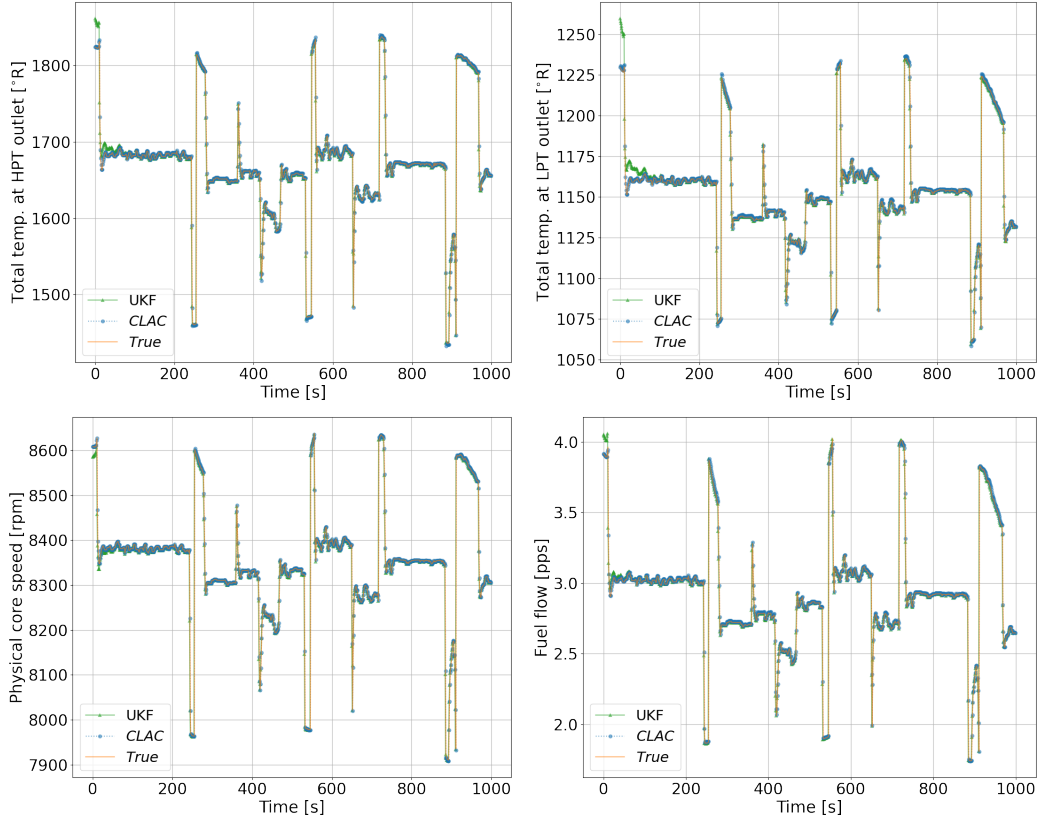 Total temp. at HPT outlet [°R]
1800
1700
1600
1500
UKF
CLAC
True
0 200 400 600 800 1000
Time [s]
Total temp. at LPT outlet [°R]
1250
1225
1200
1175
1150
1125
1100
1075
1050
UKF
CLAC
True
0 200 400 600 800 1000
Time [s]
Physical core speed [rpm]
8600
8500
8400
8300
8200
8100
8000
7900
UKF
CLAC
True
0 200 400 600 800 1000
Time [s]
Fuel flow [pps]
4.0
3.5
3.0
2.5
2.0
UKF
CLAC
True
0 200 400 600 800 1000
Time [s]